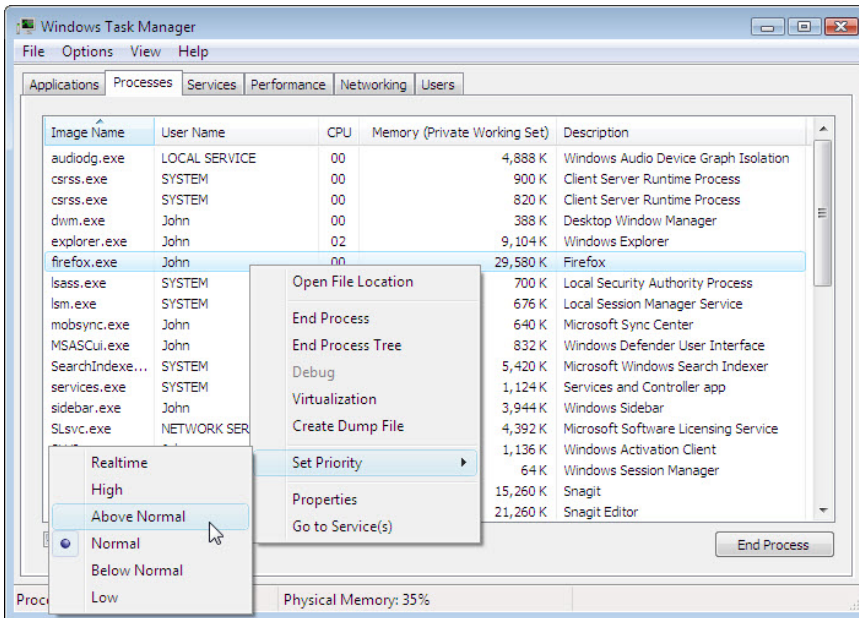 Windows Task Manager
File Options View Help
Applications Processes Services Performance Networking Users
Image Name User Name CPU Memory (Private Working Set) Description
audiodg.exe LOCAL SERVICE 00 4,888 K Windows Audio Device Graph Isolation
csrss.exe SYSTEM 00 900 K Client Server Runtime Process
csrss.exe SYSTEM 00 820 K Client Server Runtime Process
dwm.exe John 00 388 K Desktop Window Manager
explorer.exe John 02 9,104 K Windows Explorer
firefox.exe John 00 29,580 K Firefox
lsass.exe SYSTEM 700 K Local Security Authority Process
lsm.exe SYSTEM 676 K Local Session Manager Service
mobsync.exe John 640 K Microsoft Sync Center
MSASCui.exe John 832 K Windows Defender User Interface
SearchIndexe... SYSTEM 5,420 K Microsoft Windows Search Indexer
services.exe SYSTEM 1,124 K Services and Controller app
sidebar.exe John 3,944 K Windows Sidebar
SLsvc.exe NETWORK SER 4,392 K Microsoft Software Licensing Service
1,136 K Windows Activation Client
64 K Windows Session Manager
15,260 K Snagit
21,260 K Snagit Editor
Open File Location
End Process
End Process Tree
Debug
Virtualization
Create Dump File
Set Priority
Properties
Go to Service(s)
Realtime
High
Above Normal
Normal
Below Normal
Low
End Process
Physical Memory: 35%